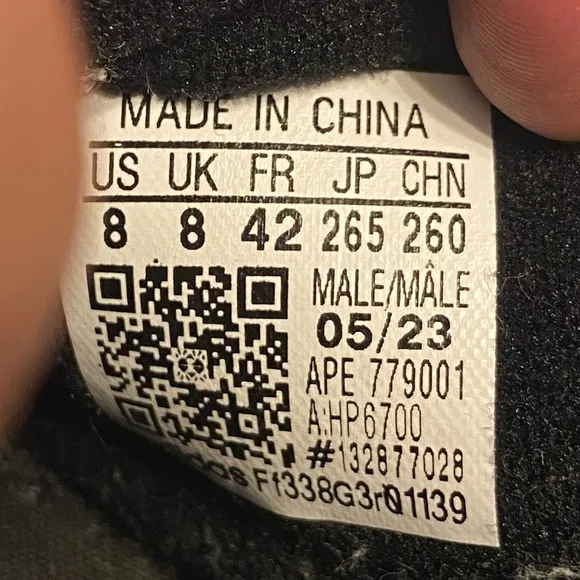 MADE IN CHINA
US UK FR JP CHN
8 8 42 265 260
MALE/MÂLE
05/23
APE 779001
A:HP6700
#132877028